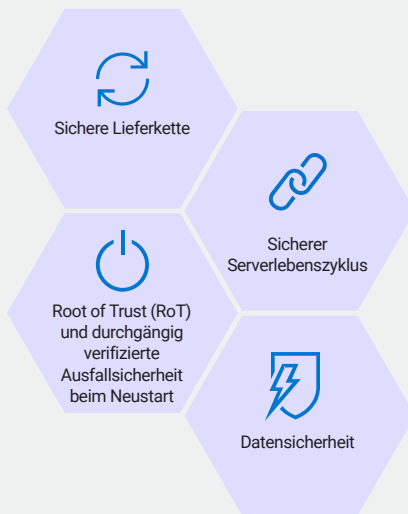 Sichere Lieferkette
Sicherer
Serverlebenszyklus
Root of Trust (RoT)
und durchgängig
verifizierte
Ausfallsicherheit
beim Neustart
Datensicherheit